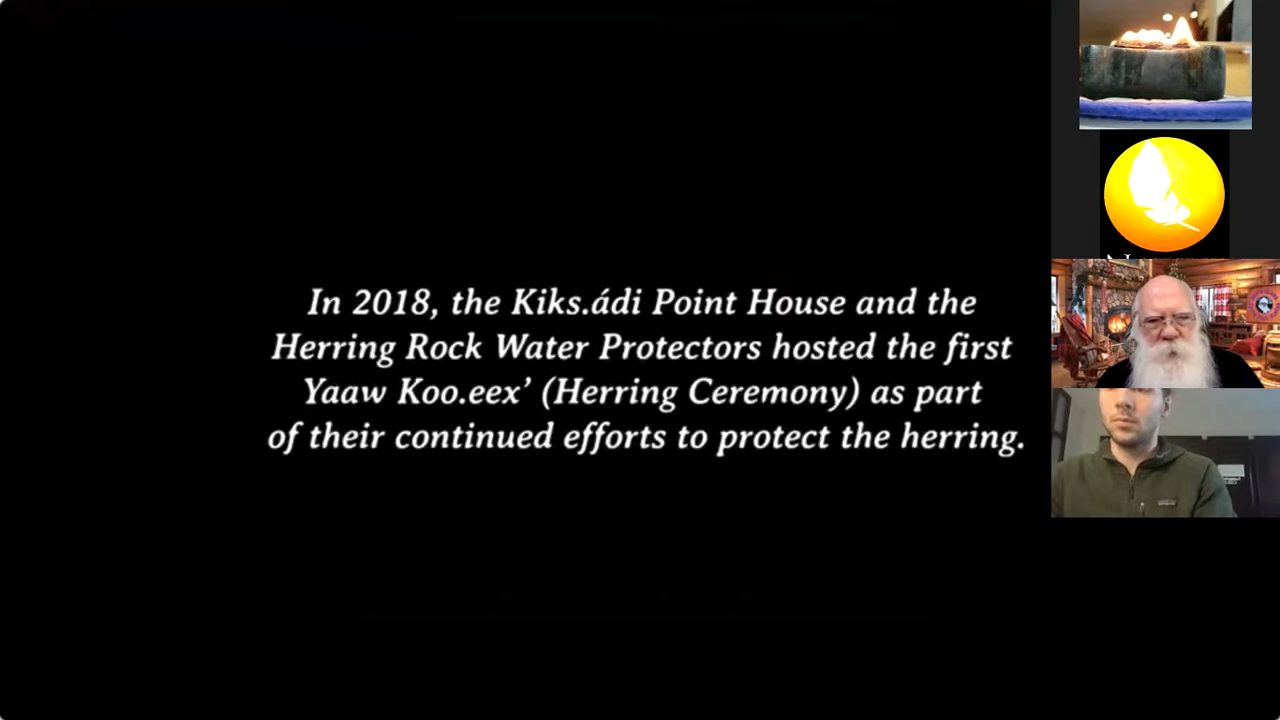 In 2018, the Kiks.ádi Point House and the
Herring Rock Water Protectors hosted the first
Yaaw Koo.eex’ (Herring Ceremony) as part
of their continued efforts to protect the herring.